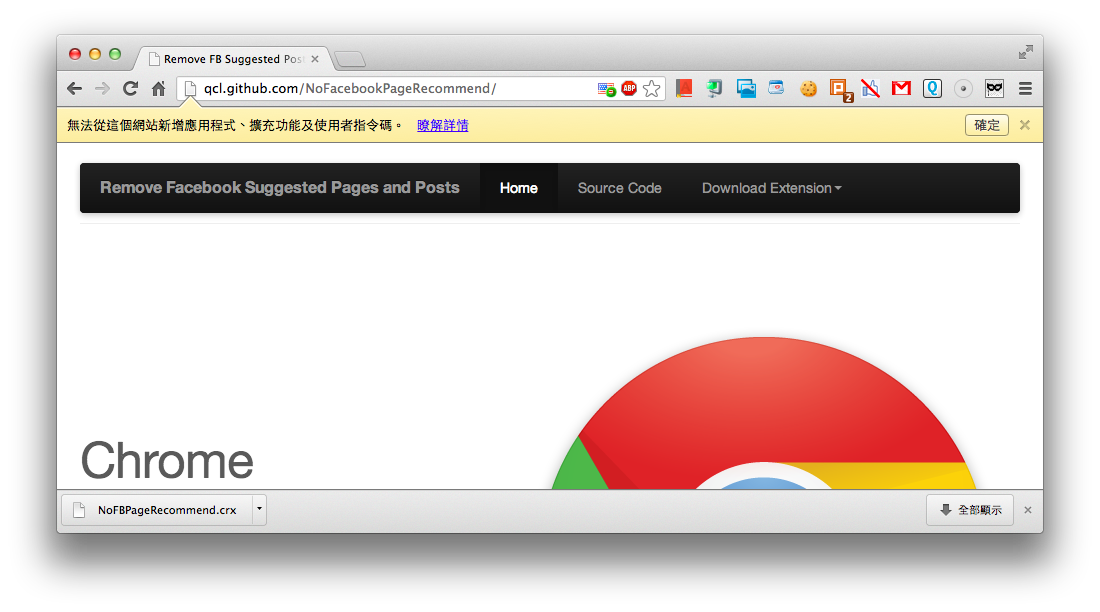 Remove FB Suggested Pos
qcl.github.com/NoFacebookPageRecommend/
ABP
2
Q
無法從這個網站新增應用程式、擴充功能及使用者指令碼。 瞭解詳情 確定
Remove Facebook Suggested Pages and Posts Home Source Code Download Extension
Chrome
NoFBPageRecommend.crx 全部顯示